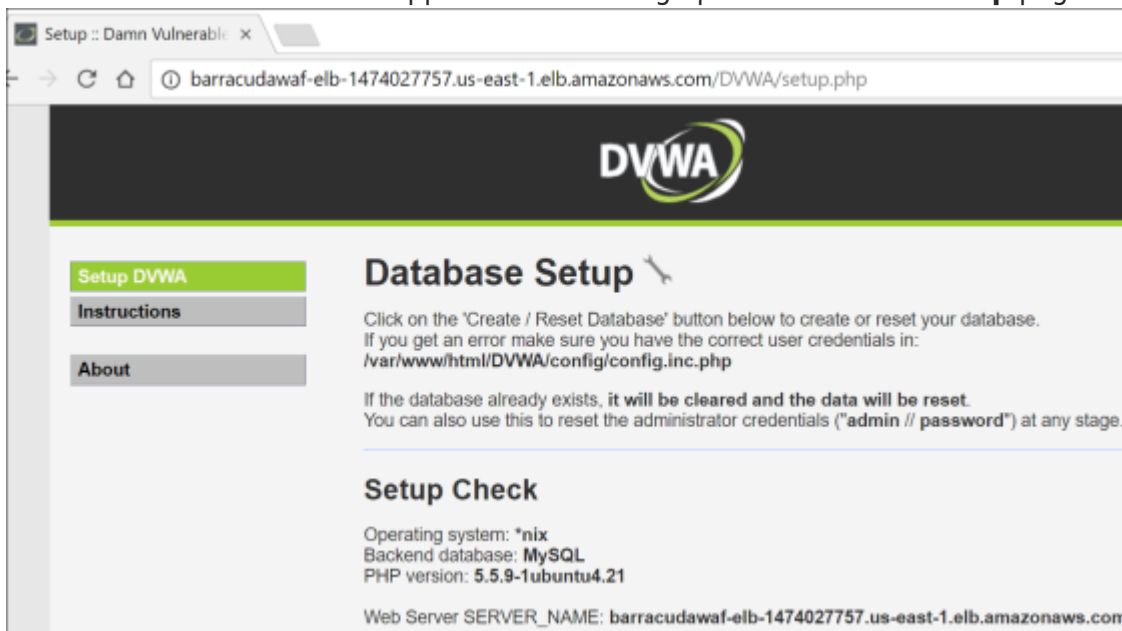 Setup :: Damn Vulnerable
barracudawaf-elb-1474027757.us-east-1.elb.amazonaws.com/DVWA/setup.php
DVWA
Setup DVWA
Instructions
About
Database Setup
Click on the 'Create / Reset Database' button below to create or reset your database.
If you get an error make sure you have the correct user credentials in:
/var/www/html/DVWA/config/config.inc.php
If the database already exists, it will be cleared and the data will be reset.
You can also use this to reset the administrator credentials ("admin // password") at any stage.
Setup Check
Operating system: *nix
Backend database: MySQL
PHP version: 5.5.9-1ubuntu4.21
Web Server SERVER_NAME: barracudawaf-elb-1474027757.us-east-1.elb.amazonaws.com